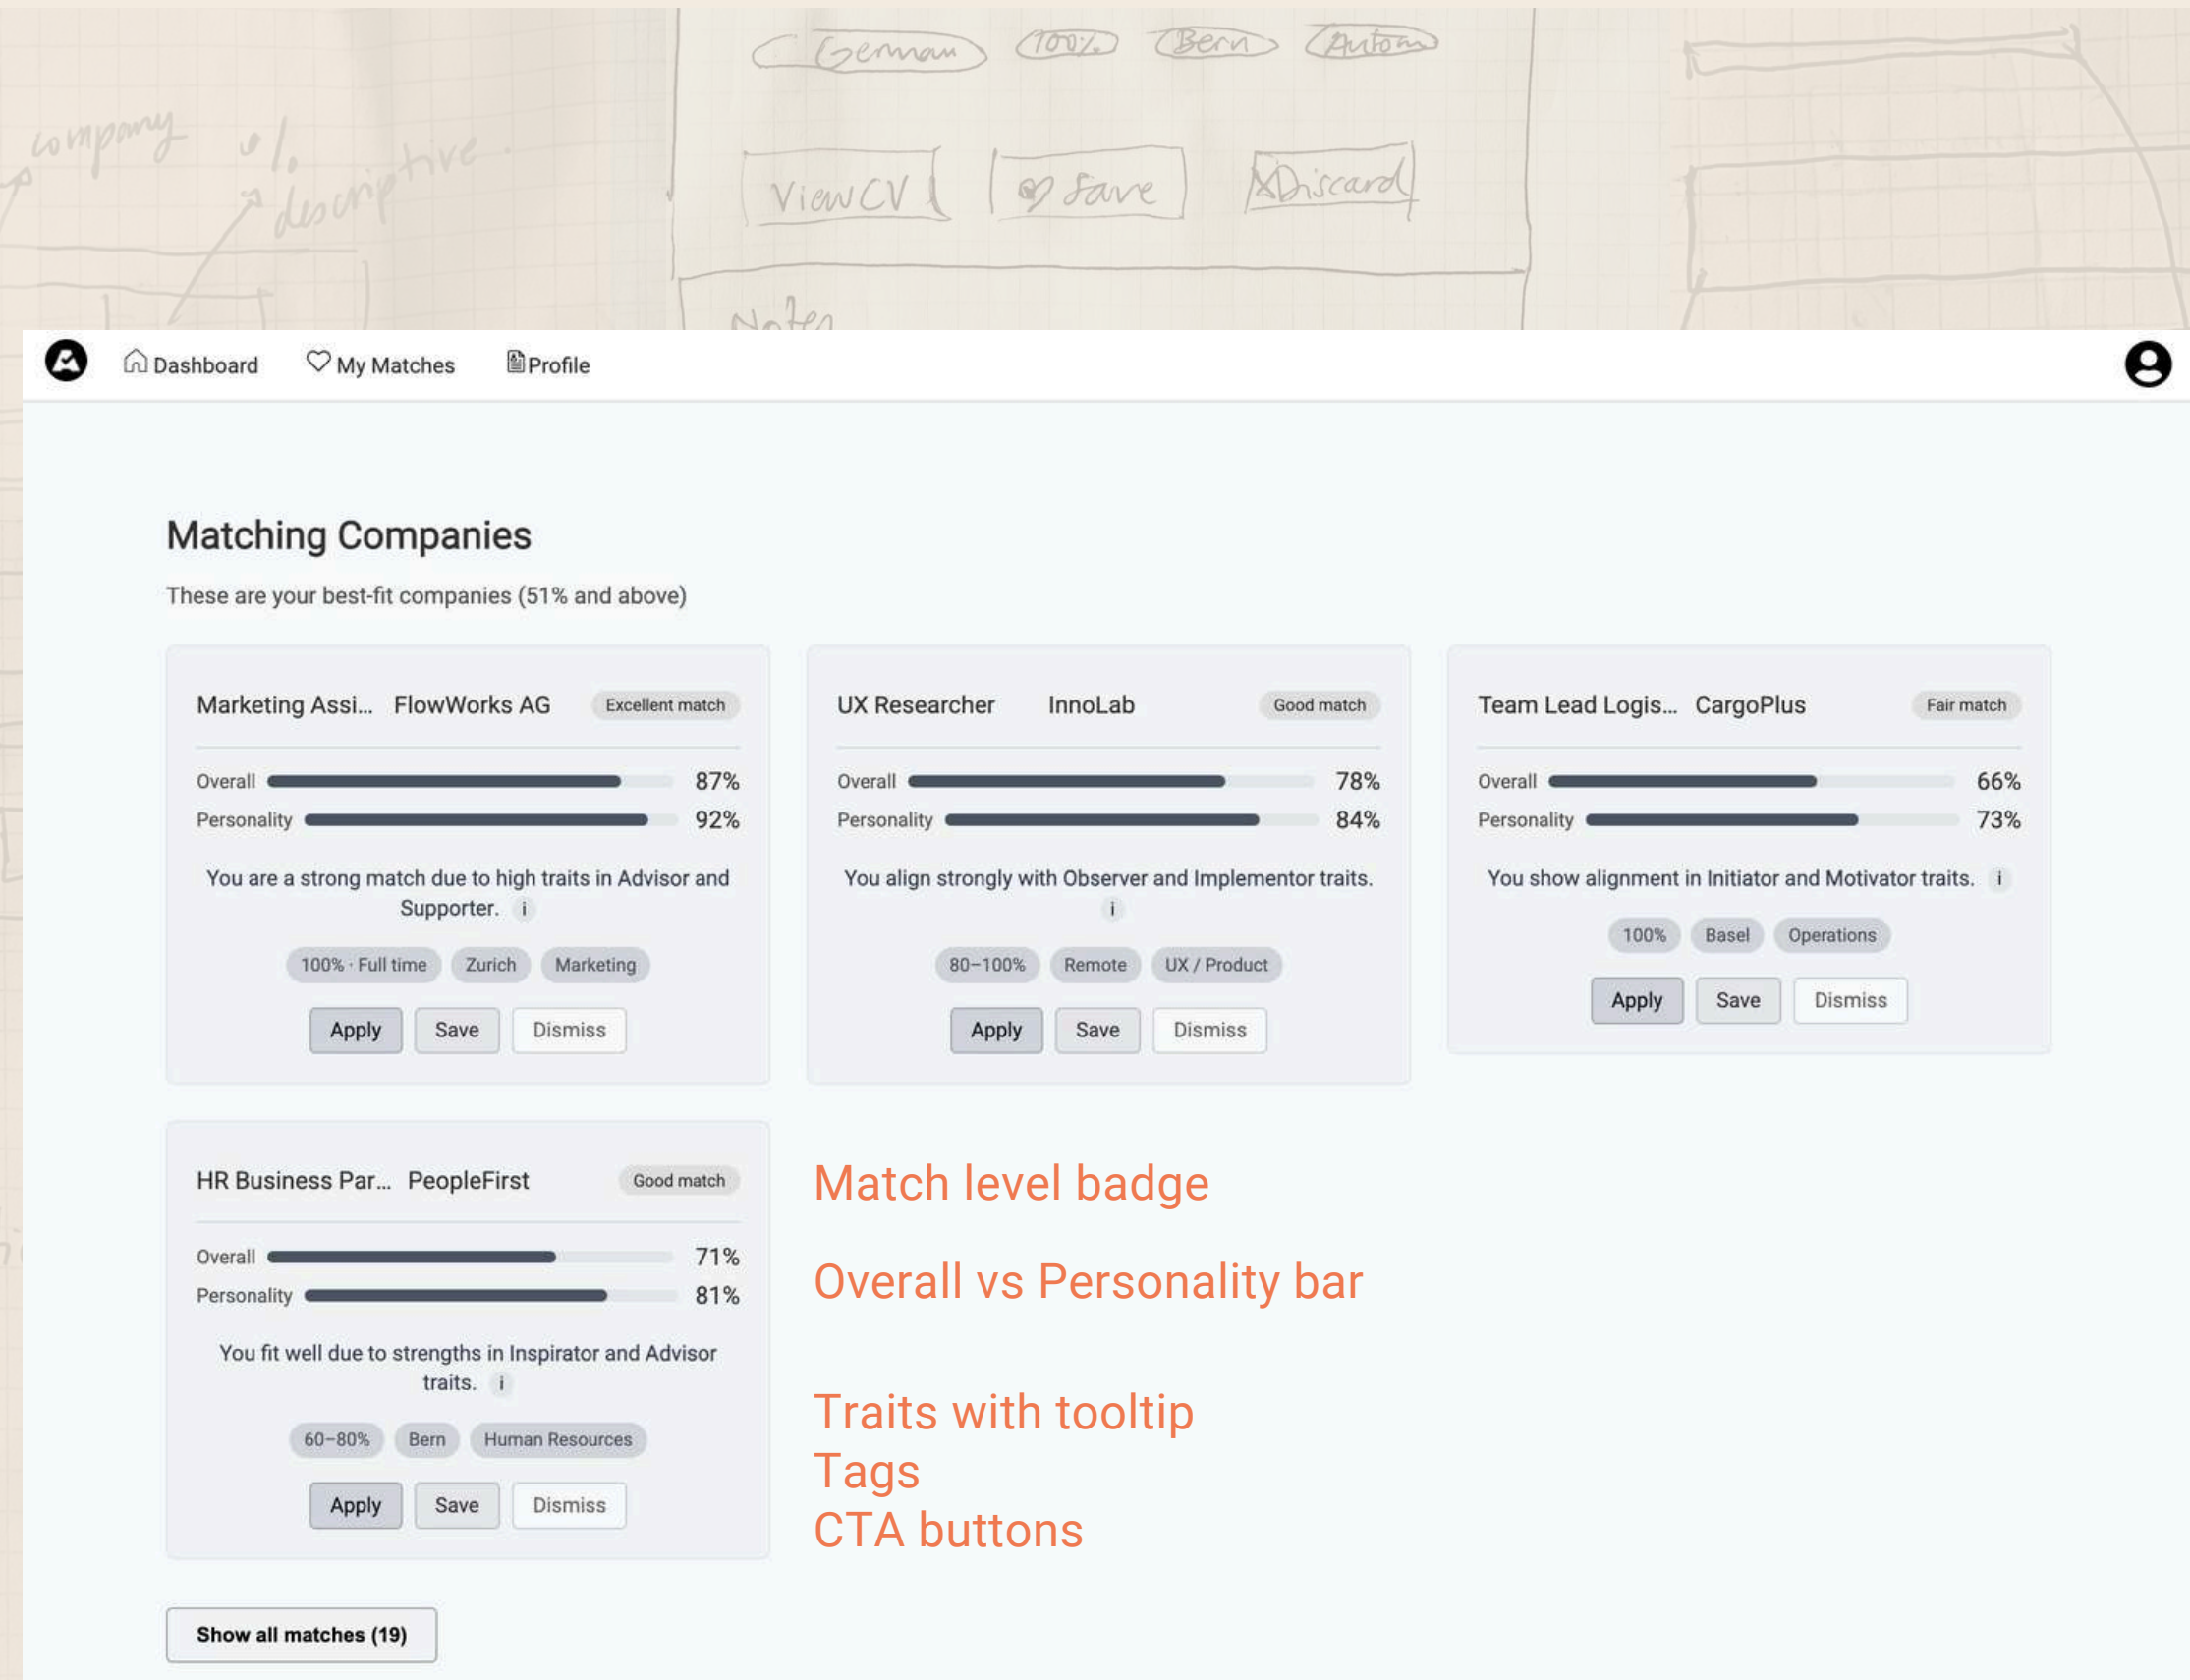 German 100% Bern Autom
company % descriptive.
View CV Save XDiscard
Notes
Dashboard My Matches Profile
Matching Companies
These are your best-fit companies (51% and above)
Marketing Assi... FlowWorks AG Excellent match
Overall 87%
Personality 92%
You are a strong match due to high traits in Advisor and
Supporter. i
100% · Full time Zurich Marketing
Apply Save Dismiss
UX Researcher InnoLab Good match
Overall 78%
Personality 84%
You align strongly with Observer and Implementor traits.
i
80–100% Remote UX / Product
Apply Save Dismiss
Team Lead Logis... CargoPlus Fair match
Overall 66%
Personality 73%
You show alignment in Initiator and Motivator traits. i
100% Basel Operations
Apply Save Dismiss
HR Business Par... PeopleFirst Good match
Overall 71%
Personality 81%
You fit well due to strengths in Inspirator and Advisor
traits. i
60–80% Bern Human Resources
Apply Save Dismiss
Match level badge
Overall vs Personality bar
Traits with tooltip
Tags
CTA buttons
Show all matches (19)